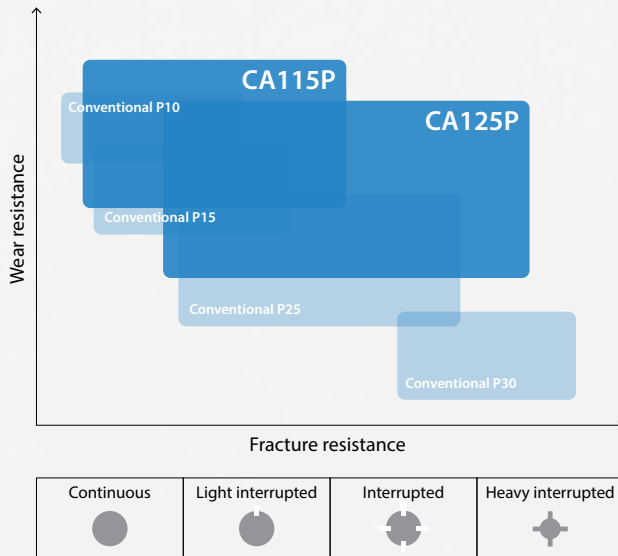 CA115P
Conventional P10
CA125P
Wear resistance
Conventional P15
Conventional P25
Conventional P30
Fracture resistance
Continuous
Light interrupted
Interrupted
Heavy interrupted